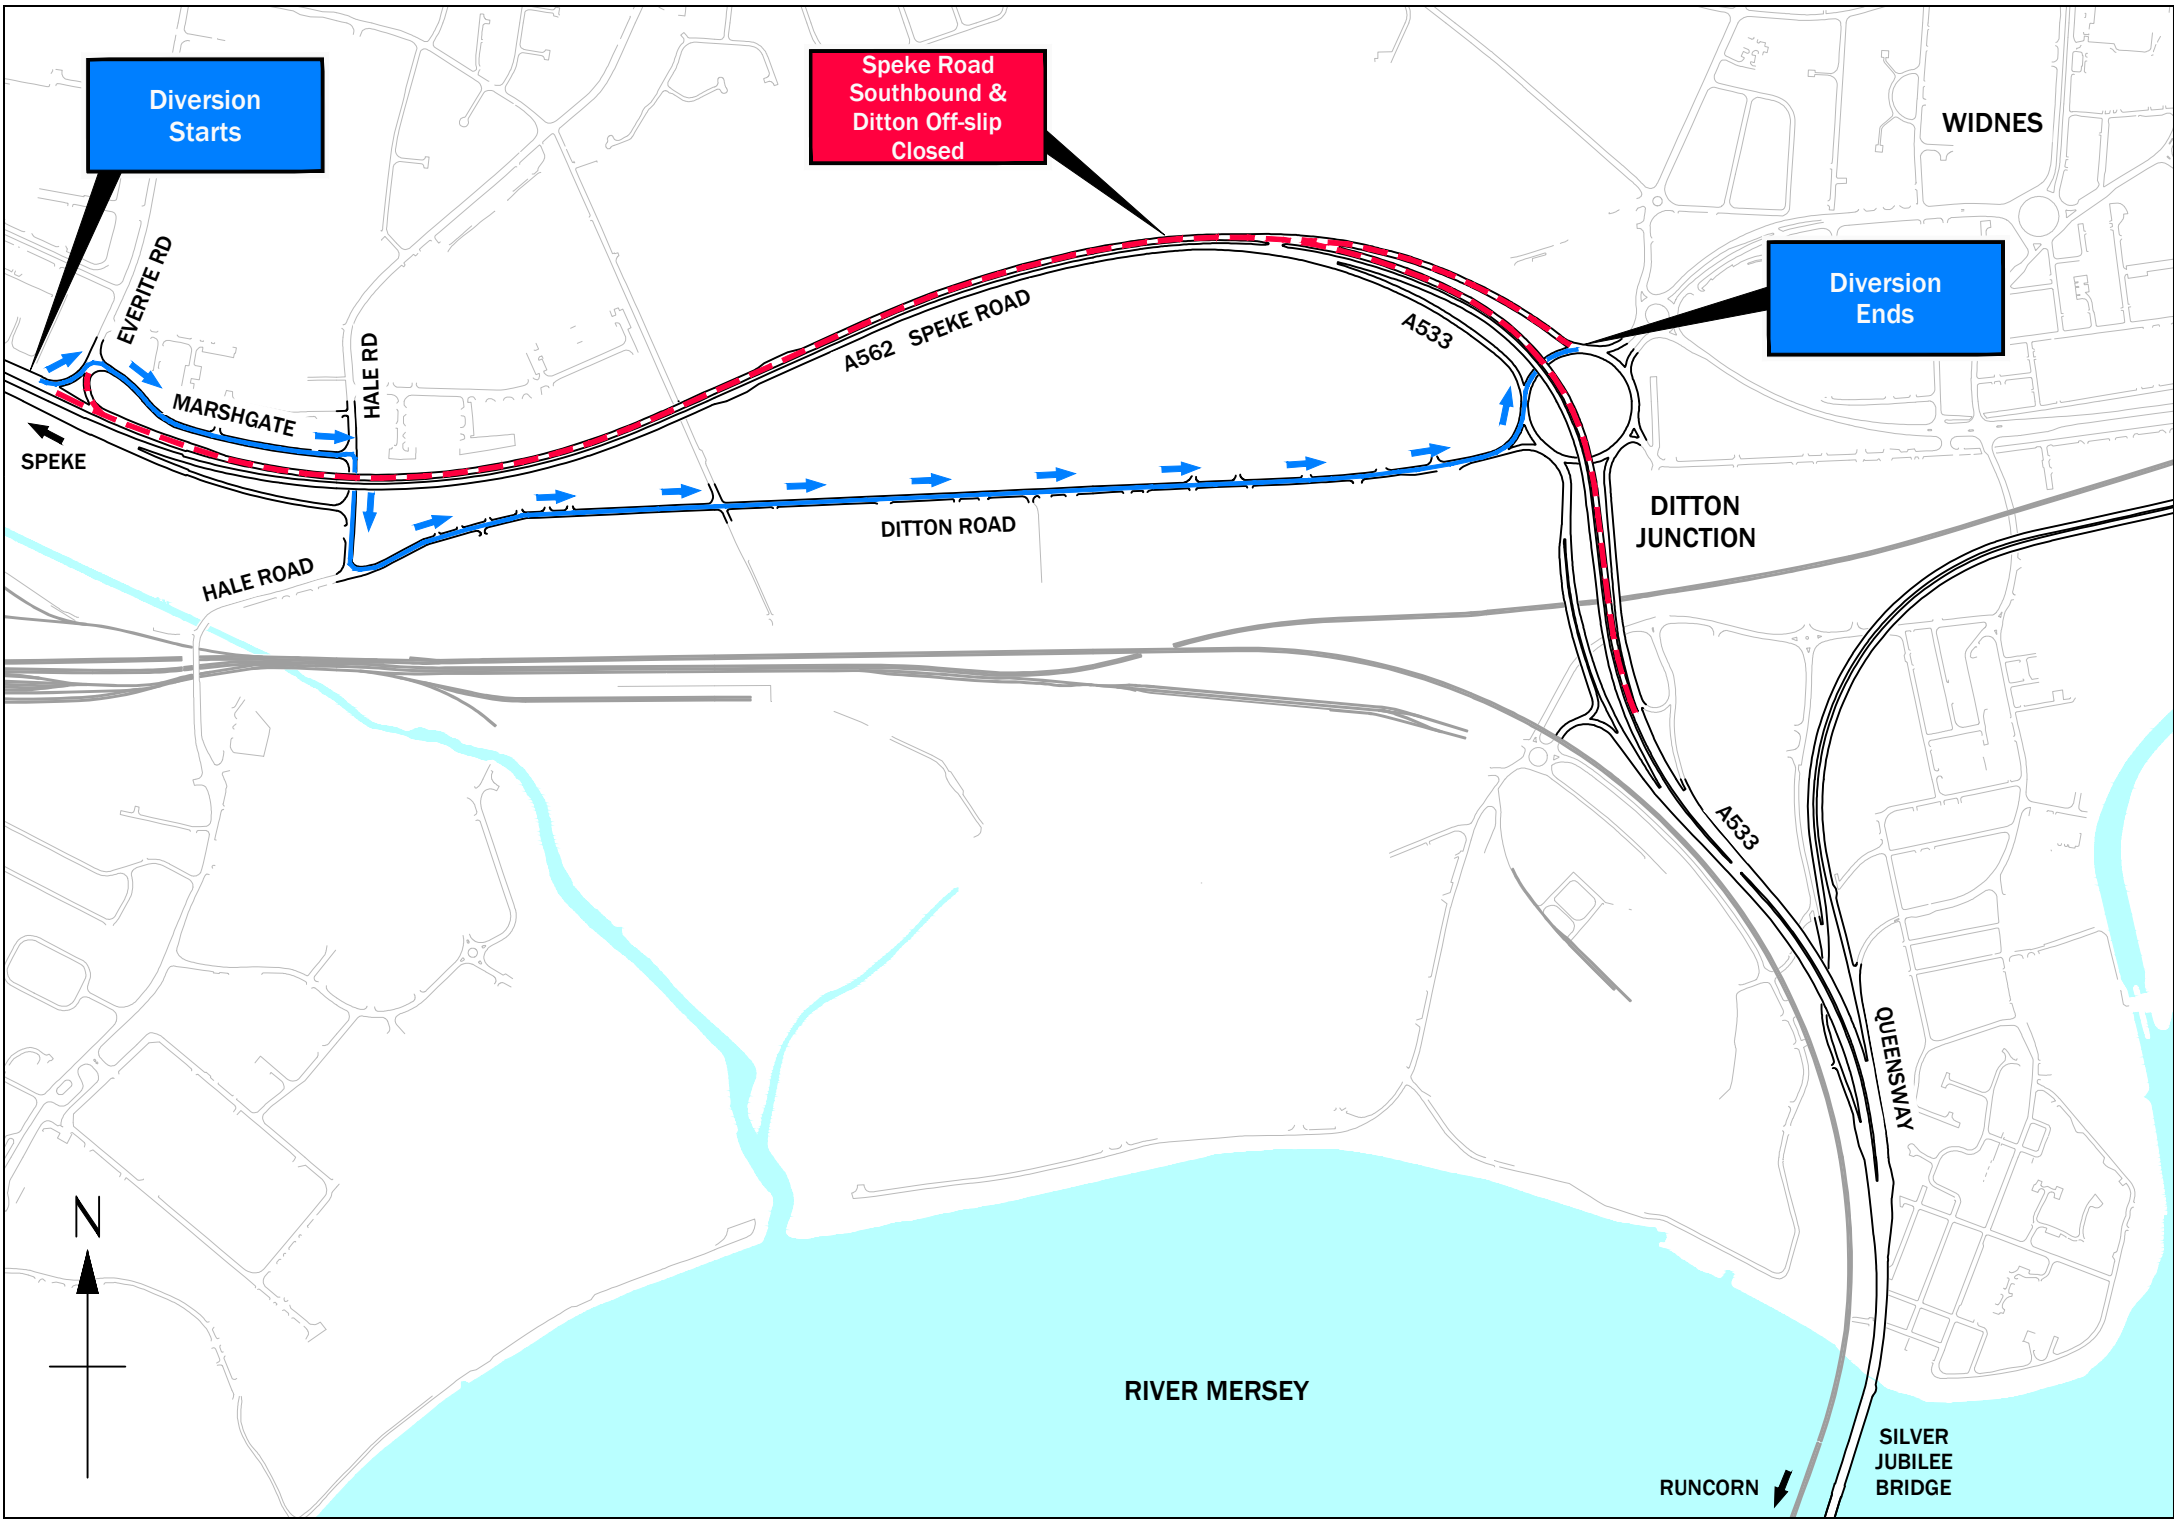 Diversion
Starts
Speke Road
Southbound &
Ditton Off-slip
Closed
WIDNES
Diversion
Ends
EVERITE RD
HALE RD
A562 SPEKE ROAD
A533
MARSHGATE
SPEKE
DITTON ROAD
DITTON
JUNCTION
HALE ROAD
A533
QUEENSWAY
N
RIVER MERSEY
SILVER
JUBILEE
BRIDGE
RUNCORN